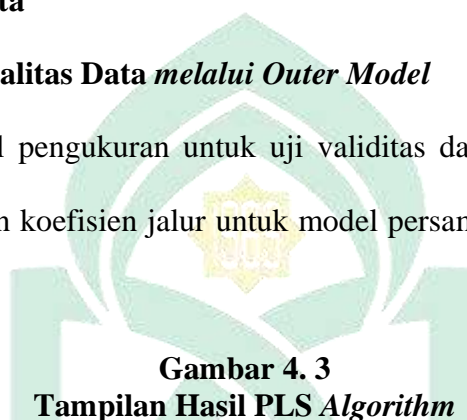 alitas Data melalui Outer Model
pengukuran untuk uji validitas da
koefisien jalur untuk model persan
Gambar 4. 3
Tampilan Hasil PLS Algorithm